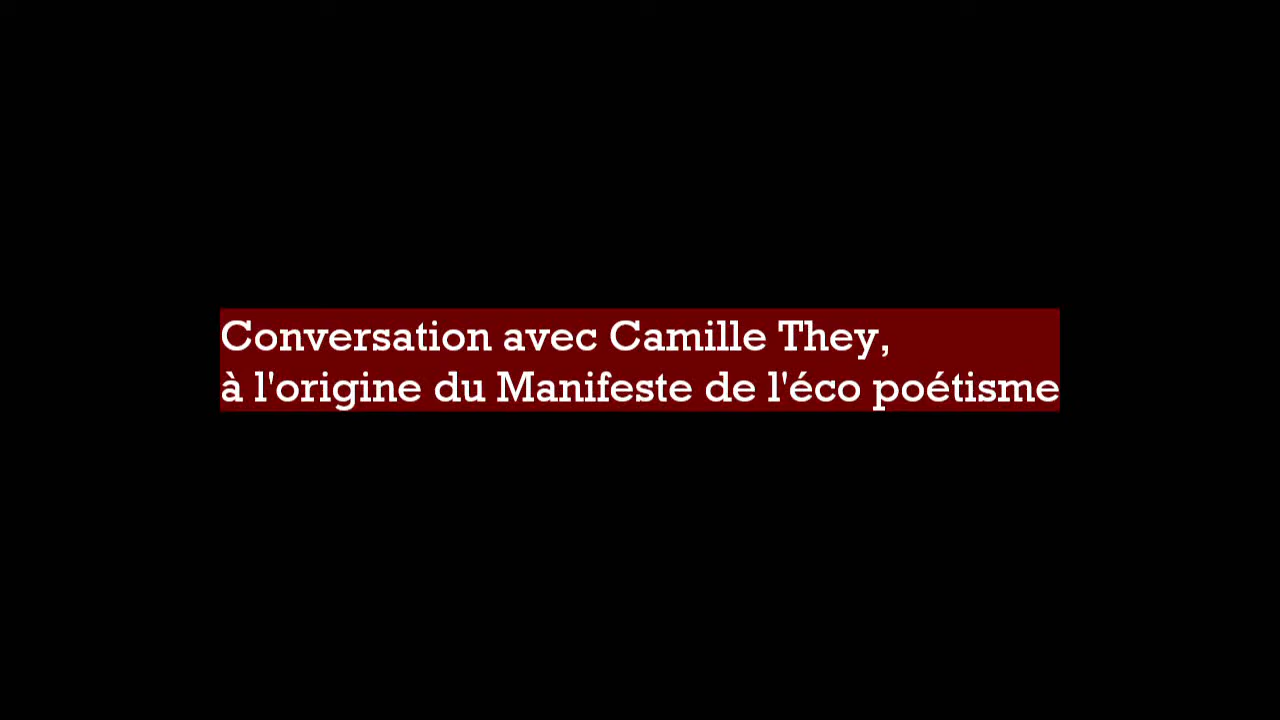 Conversation avec Camille They,
à l'origine du Manifeste de l'éco poétisme